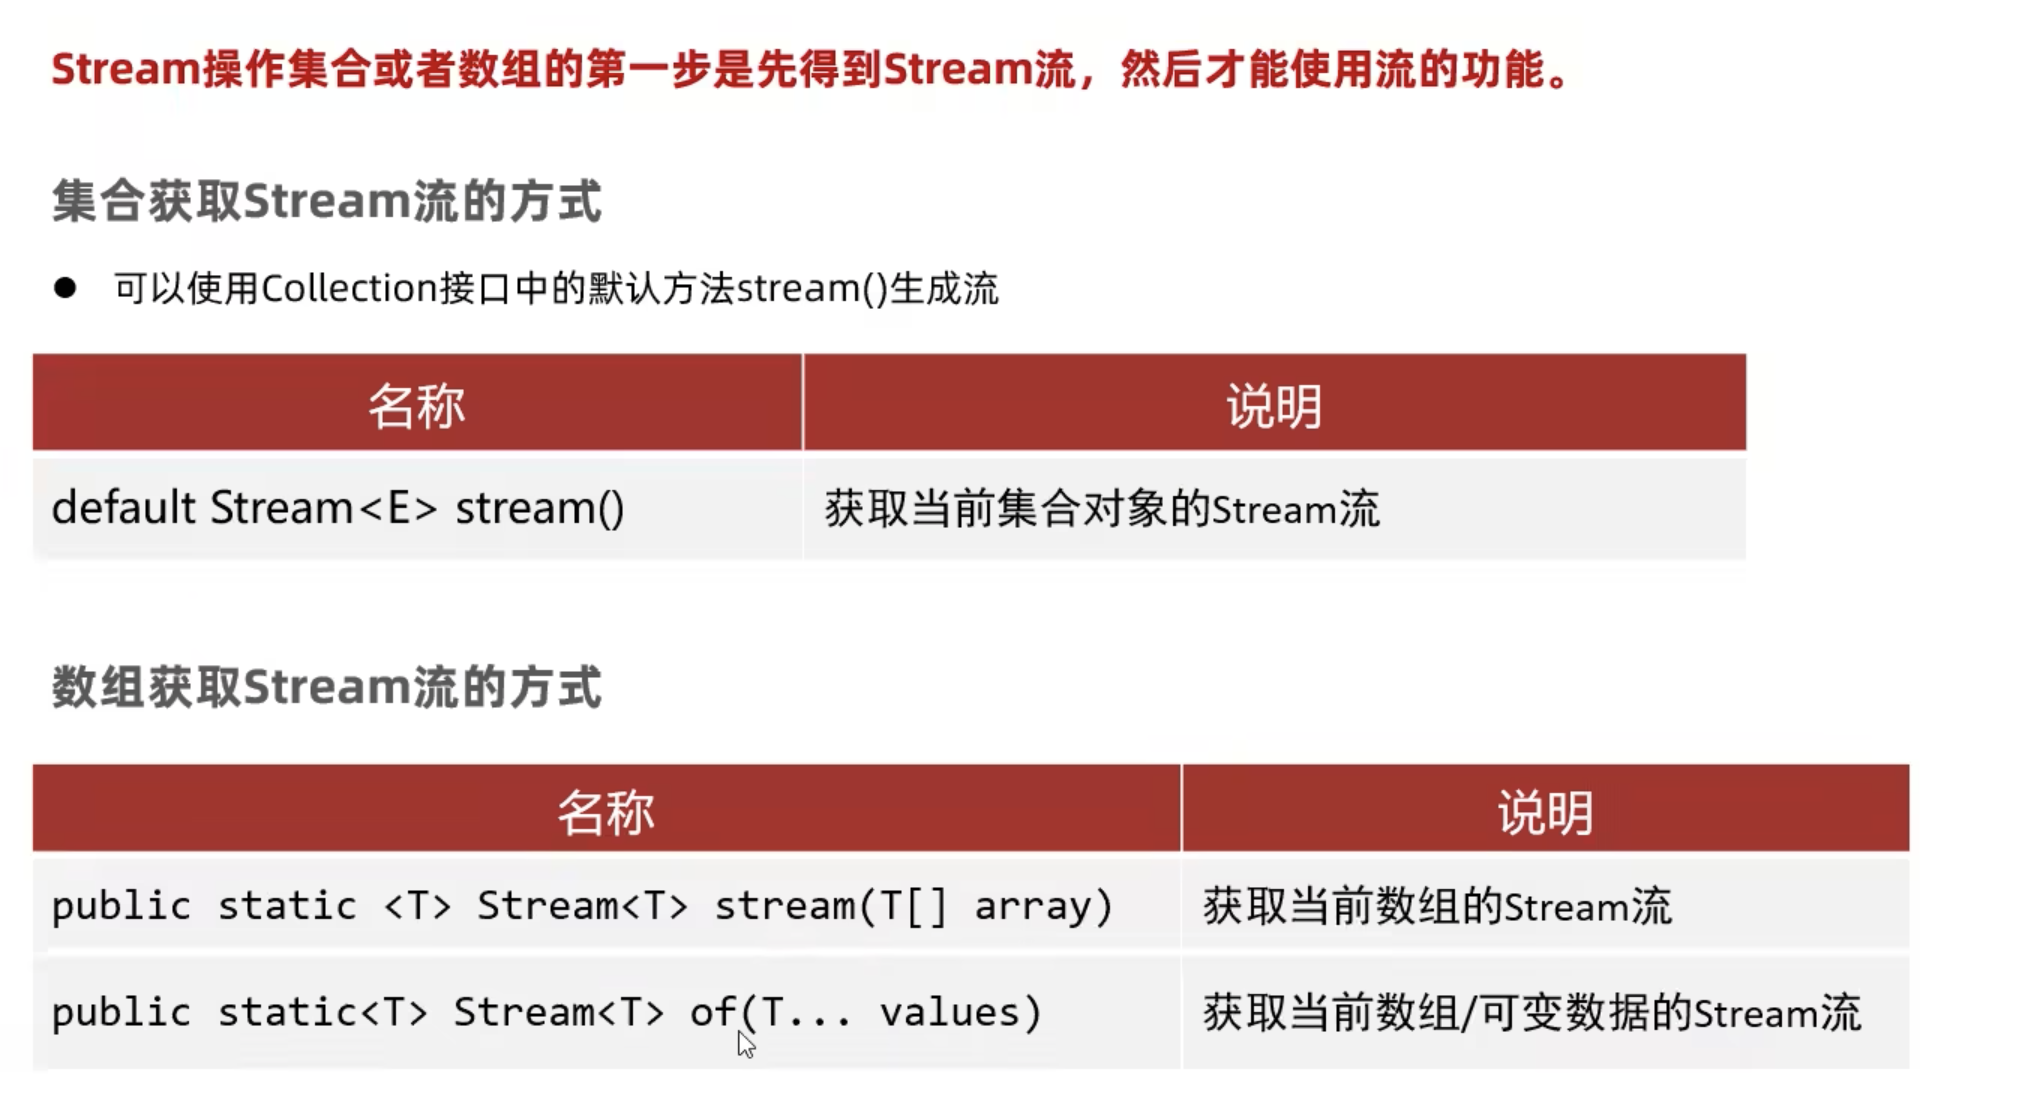 Stream操作集合或者数组的第一步是先得到Stream流，然后才能使用流的功能。
集合获取Stream流的方式
● 可以使用Collection接口中的默认方法stream()生成流
名称 说明
default Stream<E> stream() 获取当前集合对象的Stream流
数组获取Stream流的方式
名称 说明
public static <T> Stream<T> stream(T[] array) 获取当前数组的Stream流
public static<T> Stream<T> of(T... values) 获取当前数组/可变数据的Stream流